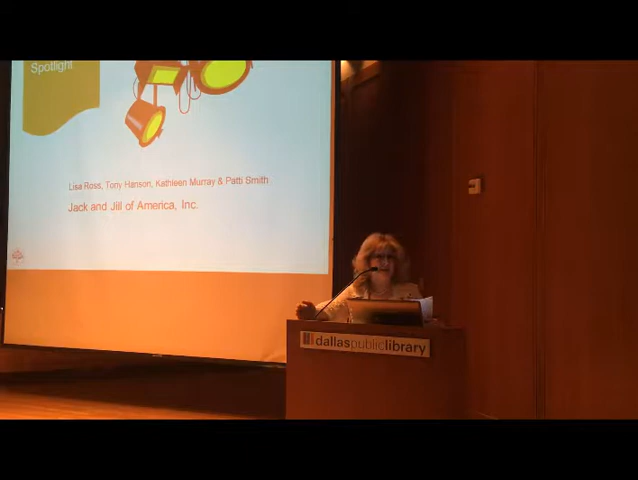 Spotlight
Lisa Ross, Tony Hanson, Kathleen Murray & Patti Smith
Jack and Jill of America, Inc.
dallaspubliclibrary